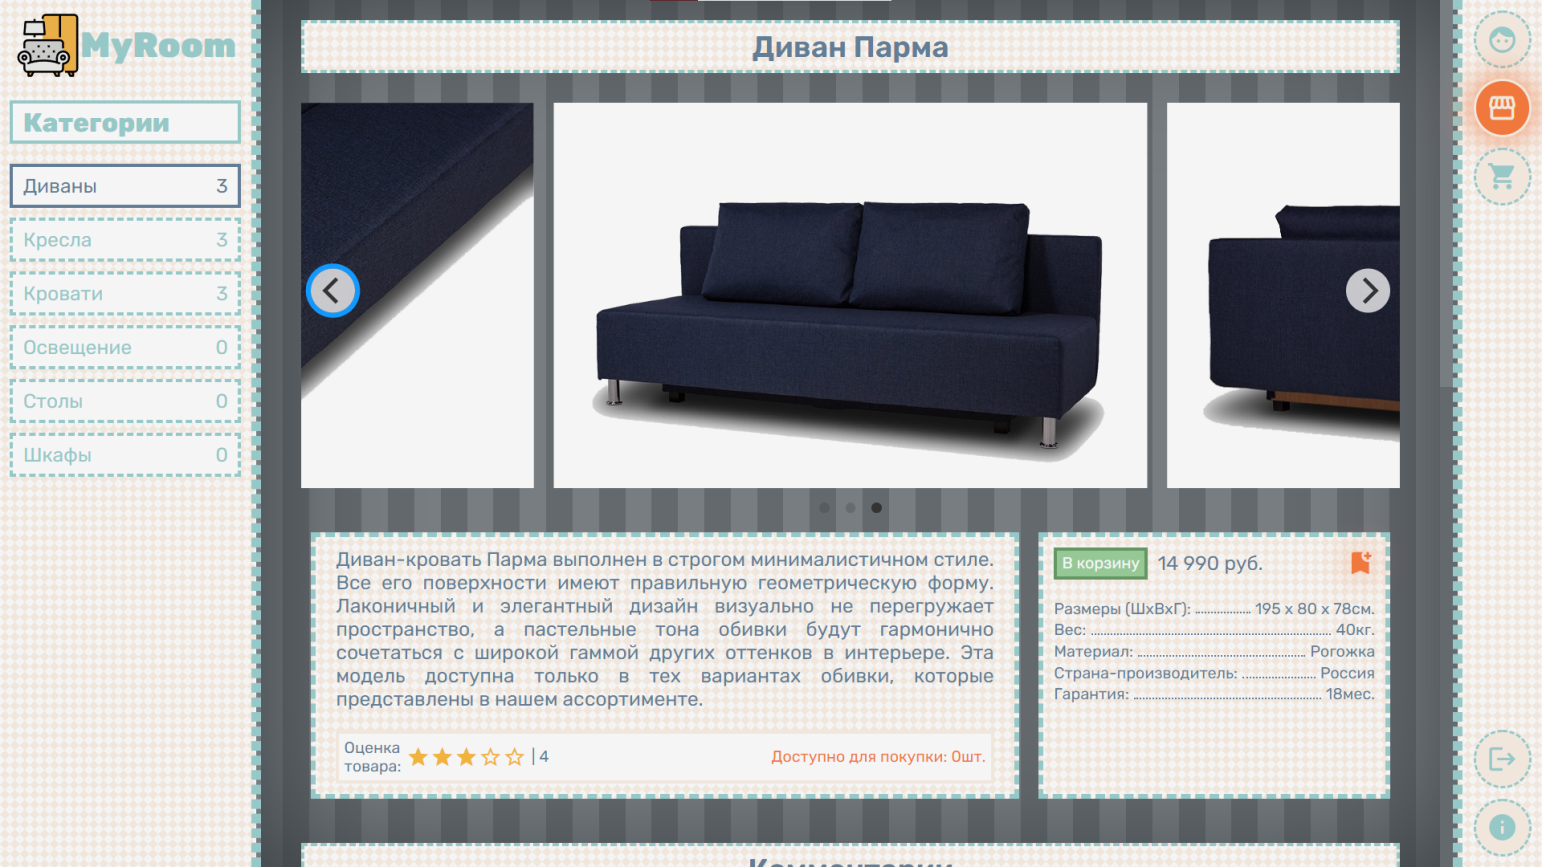 MyRoom
Категории
Диваны 3
Кресла 3
Кровати 3
Освещение 0
Столы 0
Шкафы 0
Диван Парма
Диван-кровать Парма выполнен в строгом минималистичном стиле.
Все его поверхности имеют правильную геометрическую форму.
Лаконичный и элегантный дизайн визуально не перегружает
пространство, а пастельные тона обивки будут гармонично
сочетаться с широкой гаммой других оттенков в интерьере. Эта
модель доступна только в тех вариантах обивки, которые
представлены в нашем ассортименте.
Оценка
товара: | 4
Доступно для покупки: 0шт.
В корзину 14 990 руб.
Размеры (ШxВxГ): 195 x 80 x 78см.
Вес: 40кг.
Материал: Рогожка
Страна-производитель: Россия
Гарантия: 18мес.
Комментарии